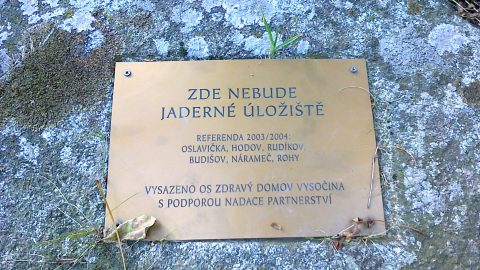 ZDE NEBUDE
JADERNÉ ÚLOŽIŠTĚ
REFERENDA 2003/2004:
OSLAVIČKA, HODOV, RUDÍKOV,
BUDIŠOV, NÁRAMEČ, ROHY
VYSAZENO OS ZDRAVÝ DOMOV VYSOČINA
S PODPOROU NADACE PARTNERSTVÍ